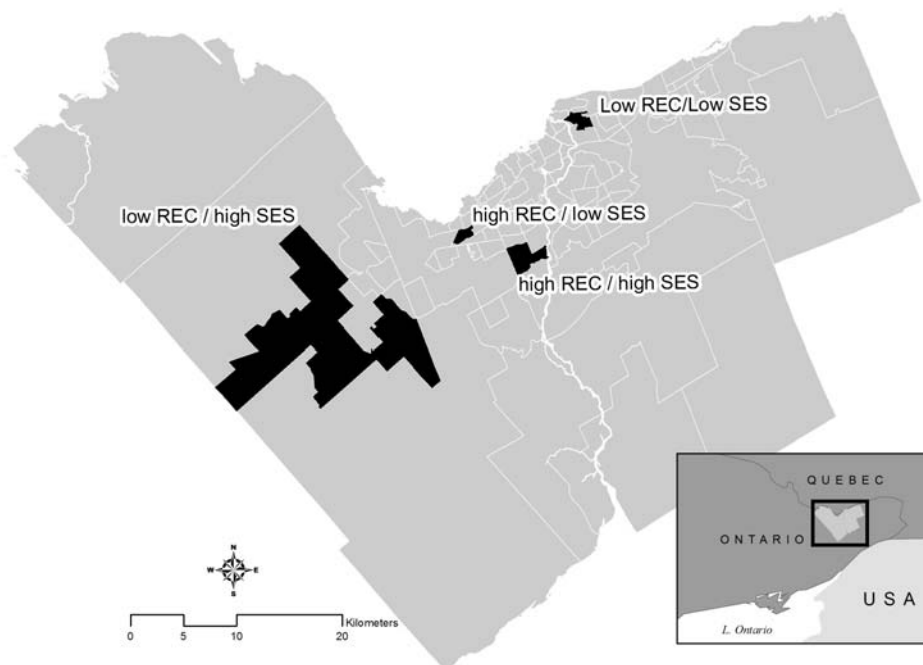 Low REC/Low SES
low REC / high SES
high REC / low SES
high REC / high SES
N
W E
S
Kilometers
0 5 10 20
QUEBEC
ONTARIO
USA
L. Ontario